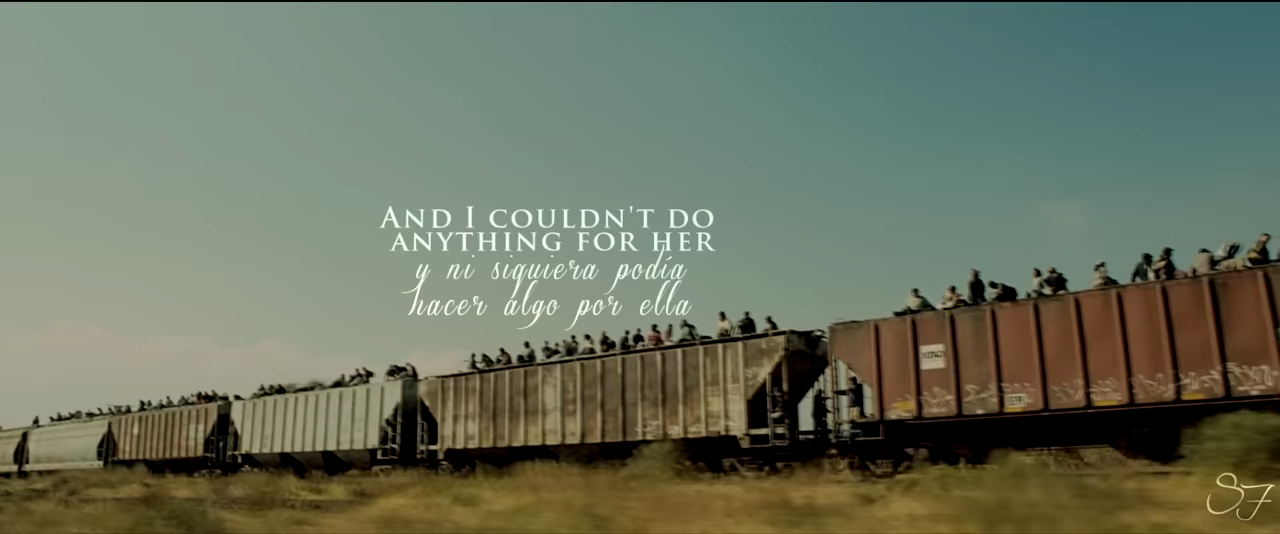 AND I COULDN'T DO
ANYTHING FOR HER
y ni siquiera podía
hacer algo por ella
SF